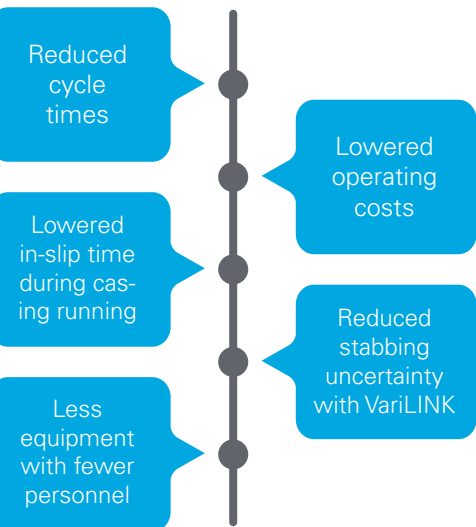 Reduced
cycle
times
Lowered
operating
costs
Lowered
in-slip time
during cas-
ing running
Reduced
stabbing
uncertainty
with VariLINK
Less
equipment
with fewer
personnel